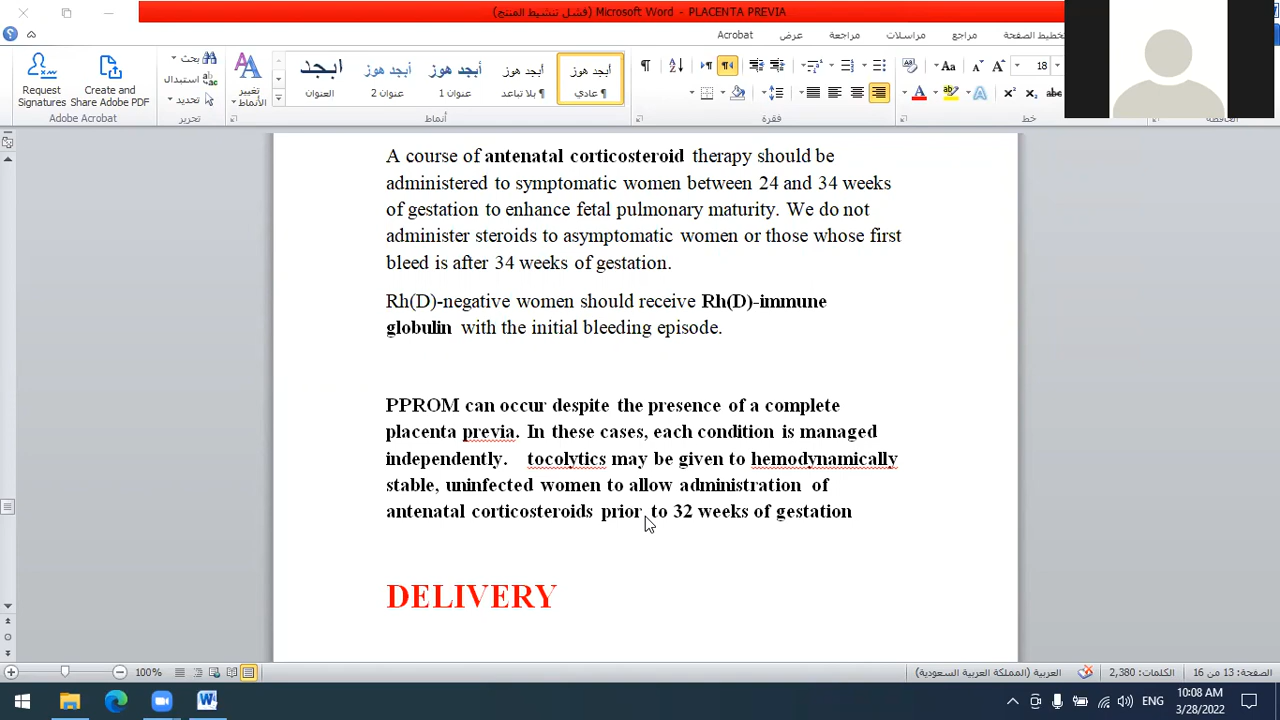 PLACENTA PREVIA - Microsoft Word (فشل تنشيط المنتج)
تخطيط الصفحة
مراجع
مراسلات
مراجعة
عرض
Acrobat
Request Signatures
Create and Share Adobe PDF
Adobe Acrobat
بحث
استبدال
تحديد
تحرير
تغيير الأنماط
أبجد
العنوان
أبجد هوز
عنوان 2
أبجد هوز
عنوان 1
أبجد هوز
¶ بلا تباعد
أبجد هوز
¶ عادي
أنماط
فقرة
خط
18
Aa
A course of antenatal corticosteroid therapy should be
administered to symptomatic women between 24 and 34 weeks
of gestation to enhance fetal pulmonary maturity. We do not
administer steroids to asymptomatic women or those whose first
bleed is after 34 weeks of gestation.
Rh(D)-negative women should receive Rh(D)-immune
globulin with the initial bleeding episode.
PPROM can occur despite the presence of a complete
placenta previa. In these cases, each condition is managed
independently. tocolytics may be given to hemodynamically
stable, uninfected women to allow administration of
antenatal corticosteroids prior to 32 weeks of gestation
DELIVERY
100%
العربية (المملكة العربية السعودية)
الكلمات: 2,380
الصفحة: 13 من 16
ENG
10:08 AM
3/28/2022